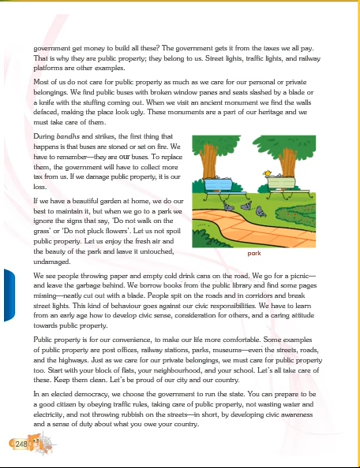 government get money to build all these? The government gets it from the taxes we all pay.
That is why they are public property; they belong to us. Street lights, traffic lights, and railway
platforms are other examples.
Most of us do not care for public property as much as we care for our personal or private
belongings. We find public buses with broken window panes and seats slashed by a blade or
a knife with the stuffing coming out. When we visit an ancient monument we find the walls
defaced, making the place look ugly. These monuments are a part of our heritage and we
must take care of them.
During bandhs and strikes, the first thing that
happens is that buses are stoned or set on fire. We
have to remember—they are our buses. To replace
them, the government will have to collect more
tax from us. If we damage public property, it is our
loss.
If we have a beautiful garden at home, we do our
best to maintain it, but when we go to a park we
ignore the signs that say, 'Do not walk on the
grass' or 'Do not pluck flowers'. Let us not spoil
public property. Let us enjoy the fresh air and
the beauty of the park and leave it untouched,
undamaged.
park
We see people throwing paper and empty cold drink cans on the road. We go for a picnic—
and leave the garbage behind. We borrow books from the public library and find some pages
missing—neatly cut out with a blade. People spit on the roads and in corridors and break
street lights. This kind of behaviour goes against our civic responsibilities. We have to learn
from an early age how to develop civic sense, consideration for others, and a caring attitude
towards public property.
Public property is for our convenience, to make our life more comfortable. Some examples
of public property are post offices, railway stations, parks, museums—even the streets, roads,
and the highways. Just as we care for our private belongings, we must care for public property
too. Start with your block of flats, your neighbourhood, and your school. Let's all take care of
these. Keep them clean. Let's be proud of our city and our country.
In an elected democracy, we choose the government to run the state. You can prepare to be
a good citizen by obeying traffic rules, taking care of public property, not wasting water and
electricity, and not throwing rubbish on the streets—in short, by developing civic awareness
and a sense of duty about what you owe your country.
248